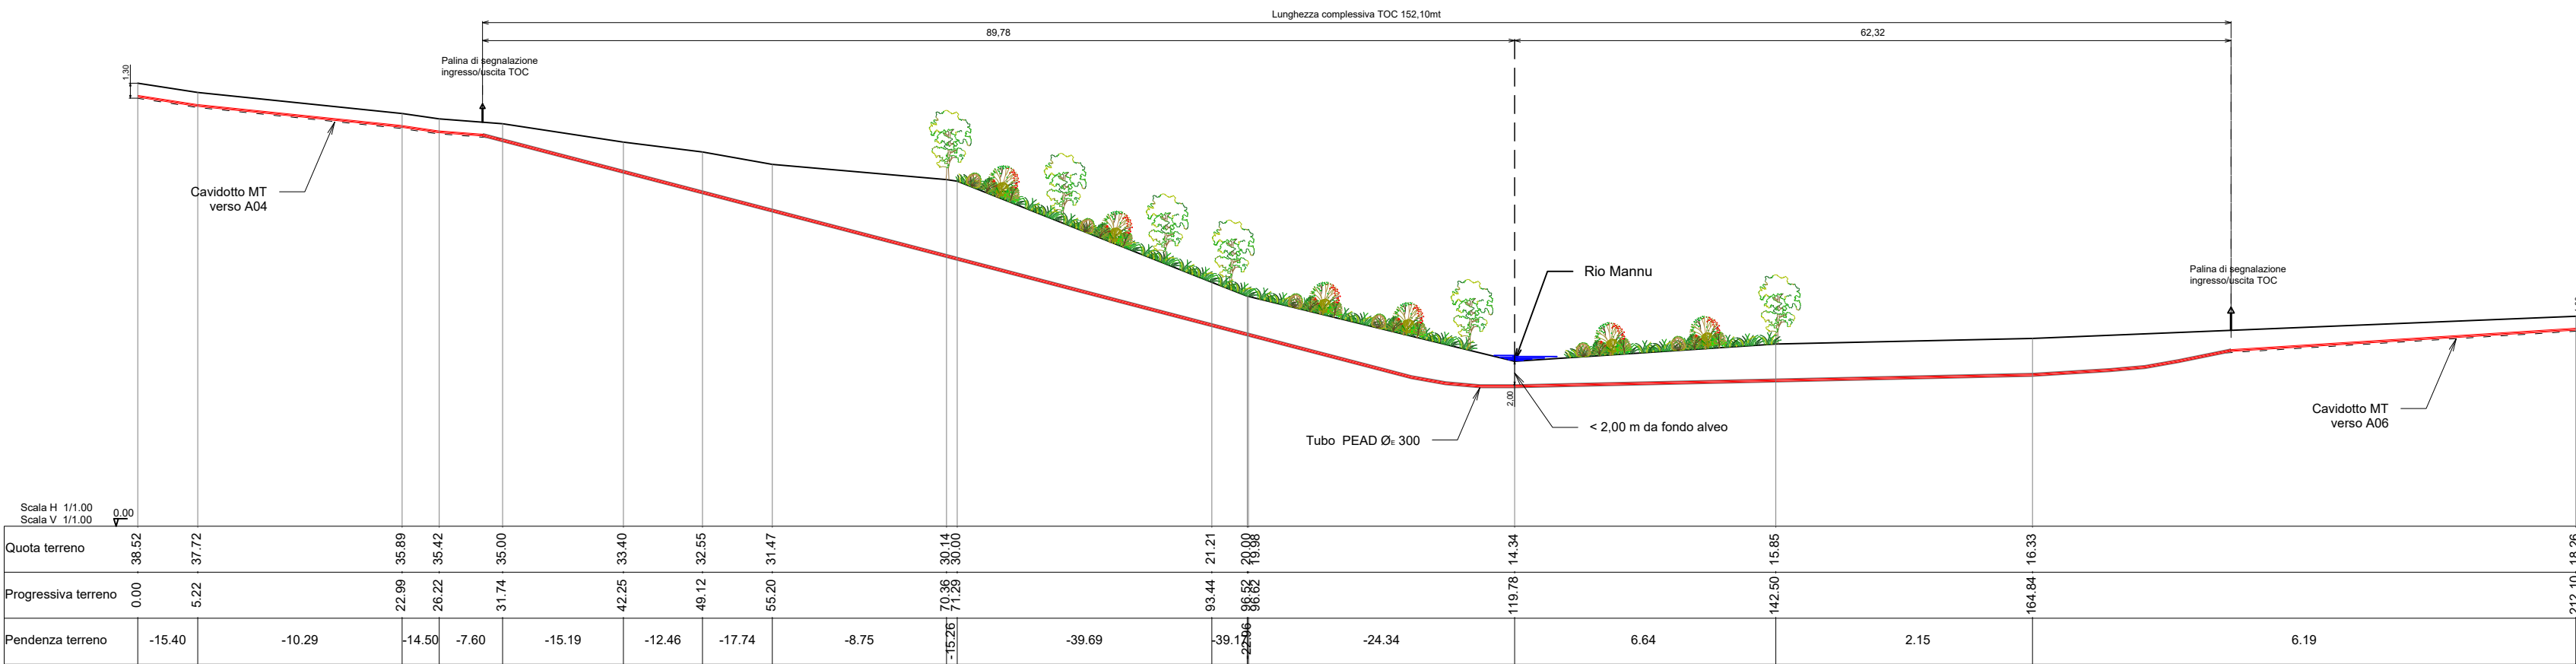 Lunghezza complessiva TOC 152,10mt
89,78
62,32
1,30
Palina di segnalazione
ingresso/uscita TOC
Cavidotto MT
verso A04
Rio Mannu
Palina di segnalazione
ingresso/uscita TOC
2,00
< 2,00 m da fondo alveo
Tubo PEAD ØE 300
Cavidotto MT
verso A06
Scala H 1/1.00
Scala V 1/1.00
0.00
Quota terreno 38.52 37.72 35.89 35.42 35.00 33.40 32.55 31.47 30.14 30.00 21.21 20.00 19.98 14.34 15.85 16.33 18.26
Progressiva terreno 0.00 5.22 22.99 26.22 31.74 42.25 49.12 55.20 70.36 71.29 93.44 96.52 96.62 119.78 142.50 164.84 212.10
Pendenza terreno -15.40 -10.29 -14.50 -7.60 -15.19 -12.46 -17.74 -8.75 -15.26 -39.69 -39.17 -22.96 -24.34 6.64 2.15 6.19